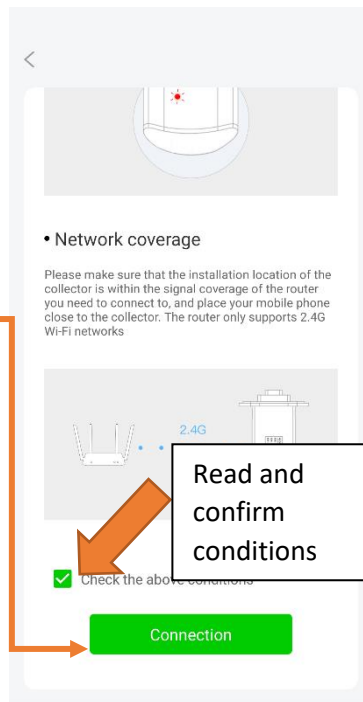 • Network coverage
Please make sure that the installation location of the
collector is within the signal coverage of the router
you need to connect to, and place your mobile phone
close to the collector. The router only supports 2.4G
Wi-Fi networks
2.4G
Read and
confirm
conditions
Check the above conditions
Connection